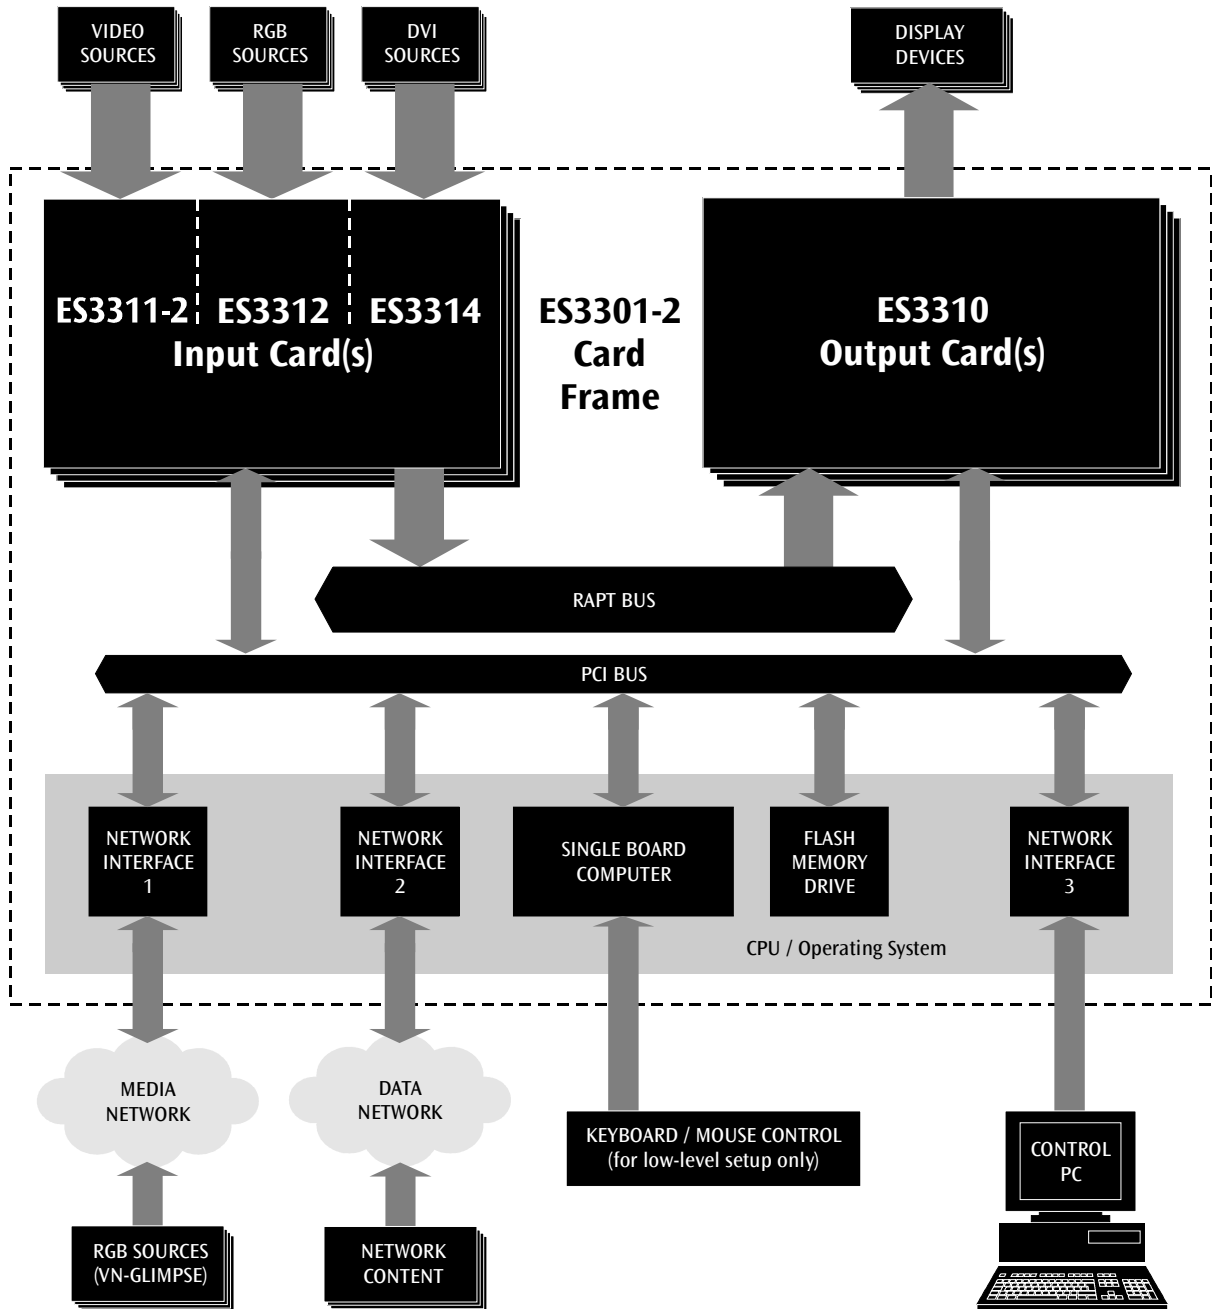 VIDEO
SOURCES
RGB
SOURCES
DVI
SOURCES
DISPLAY
DEVICES
ES3311-2
ES3312
ES3314
Input Card(s)
ES3301-2
Card
Frame
ES3310
Output Card(s)
RAPT BUS
PCI BUS
NETWORK
INTERFACE
1
NETWORK
INTERFACE
2
SINGLE BOARD
COMPUTER
FLASH
MEMORY
DRIVE
NETWORK
INTERFACE
3
CPU / Operating System
MEDIA
NETWORK
DATA
NETWORK
KEYBOARD / MOUSE CONTROL
(for low-level setup only)
CONTROL
PC
RGB SOURCES
(VN-GLIMPSE)
NETWORK
CONTENT